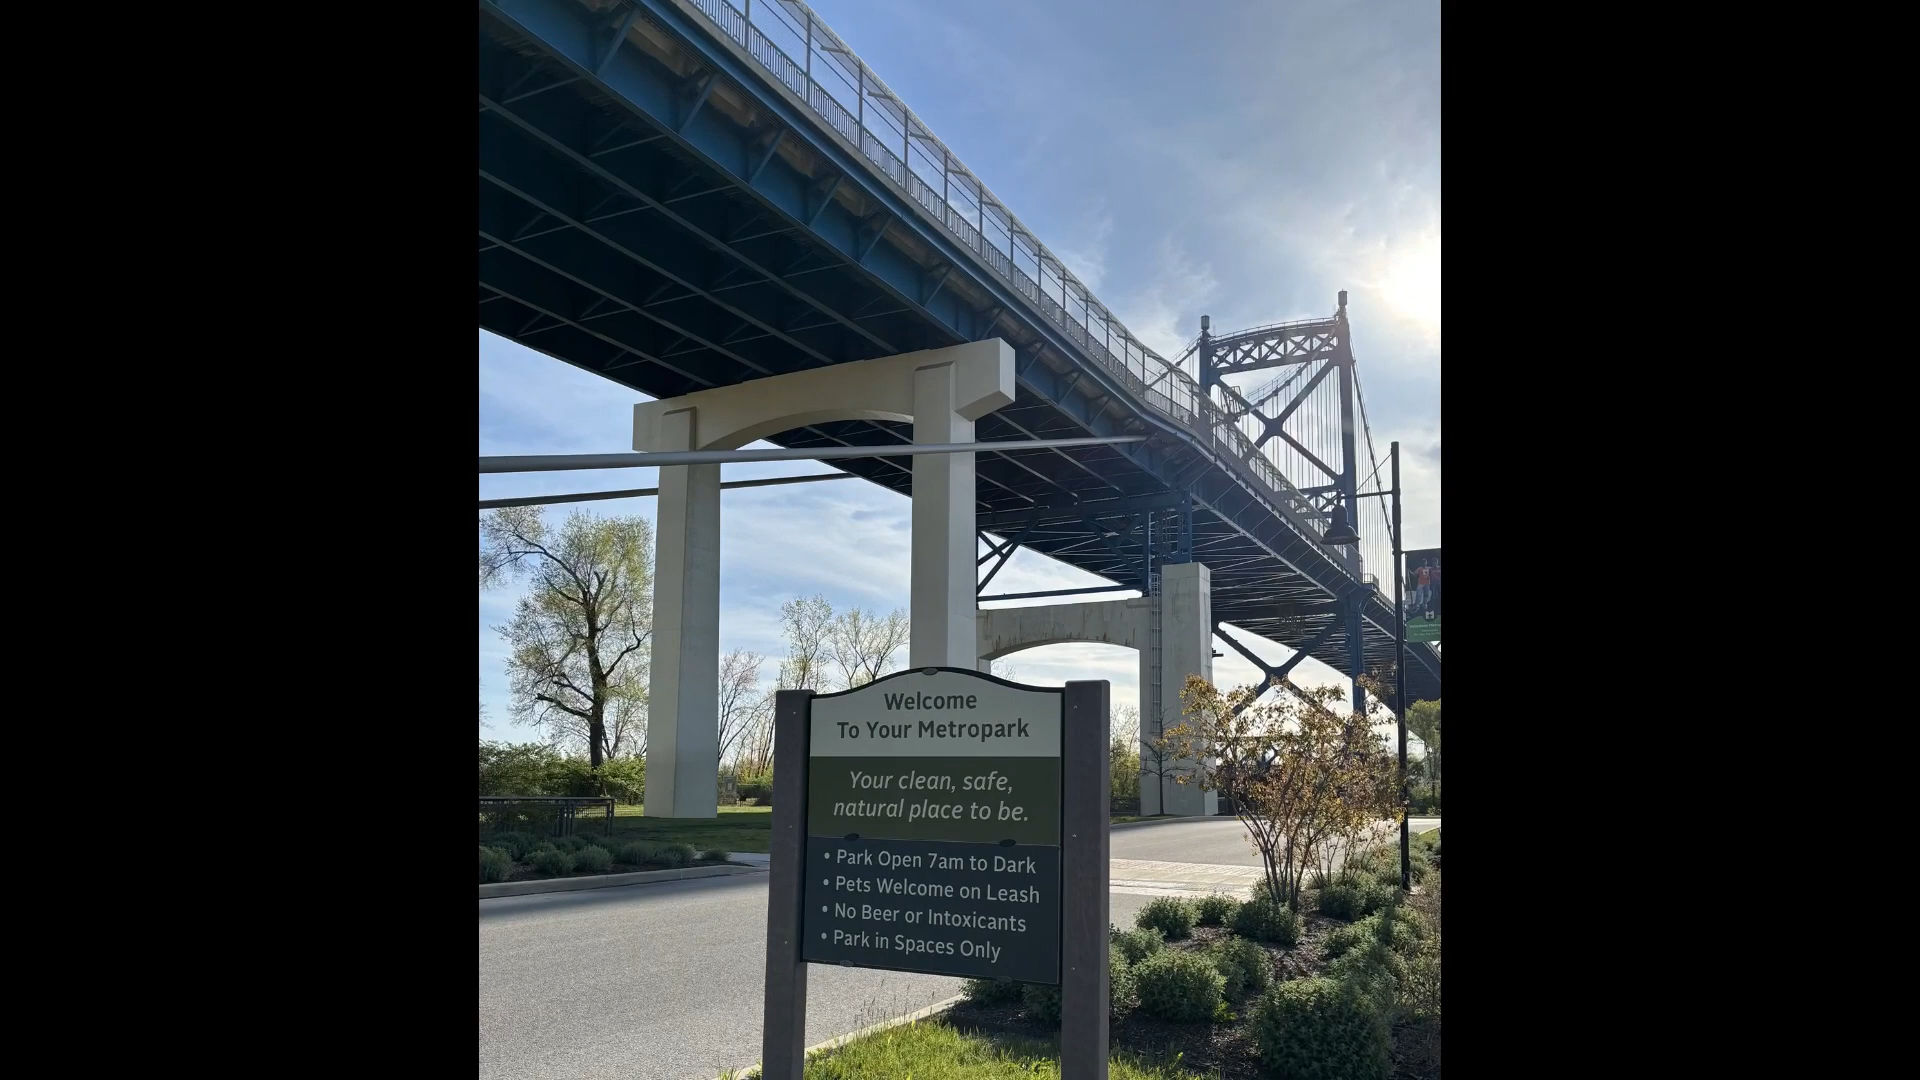 Welcome
To Your Metropark
Your clean, safe,
natural place to be.
• Park Open 7am to Dark
• Pets Welcome on Leash
• No Beer or Intoxicants
• Park in Spaces Only